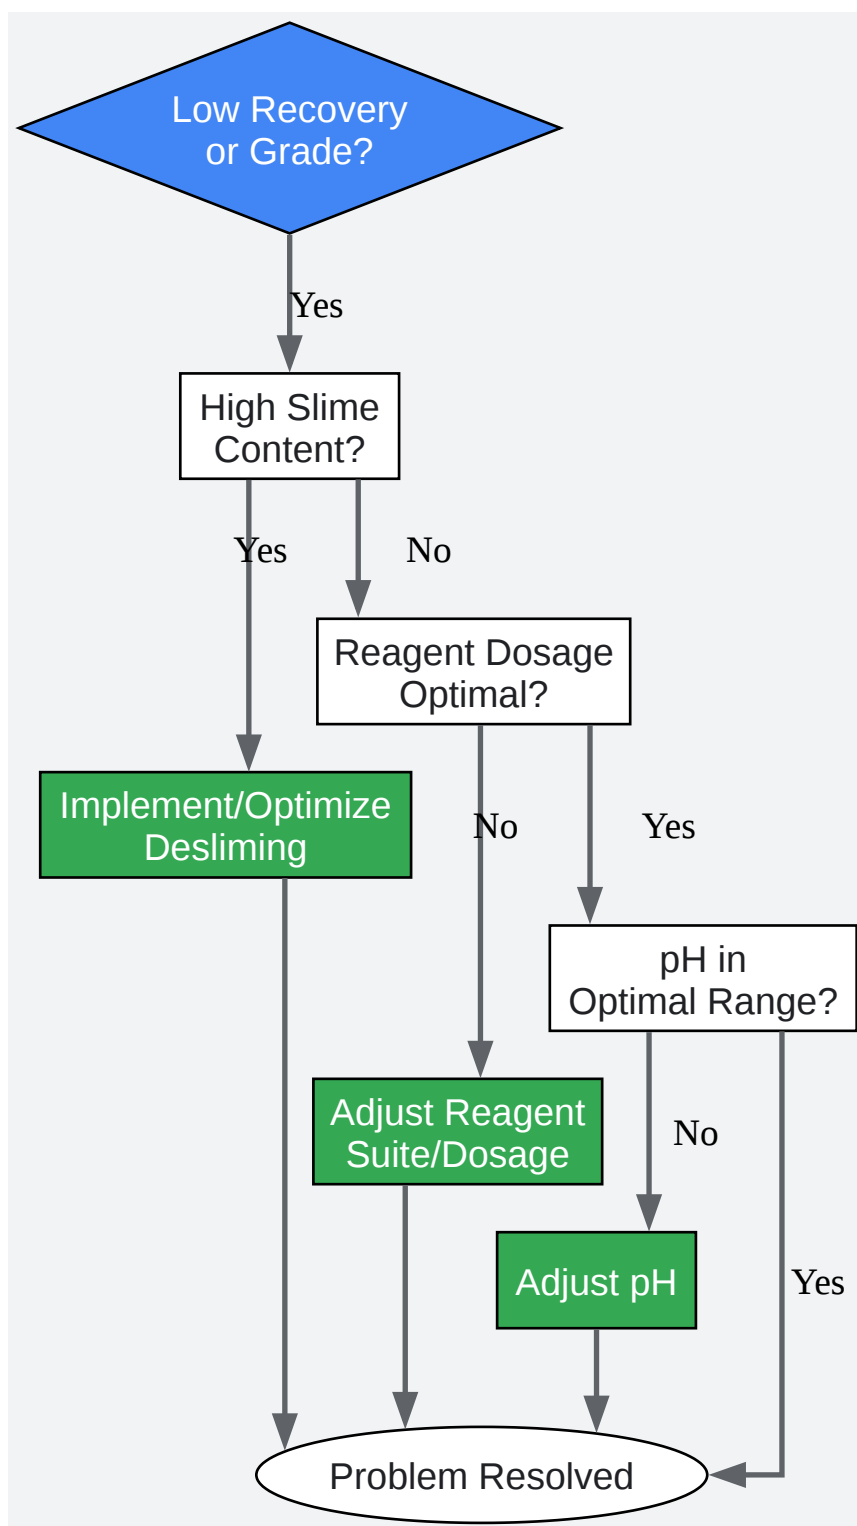 Low Recovery
or Grade?
Yes
High Slime
Content?
Yes
No
Reagent Dosage
Optimal?
Implement/Optimize
Desliming
No
Yes
pH in
Optimal Range?
Adjust Reagent
Suite/Dosage
No
Adjust pH
Yes
Problem Resolved